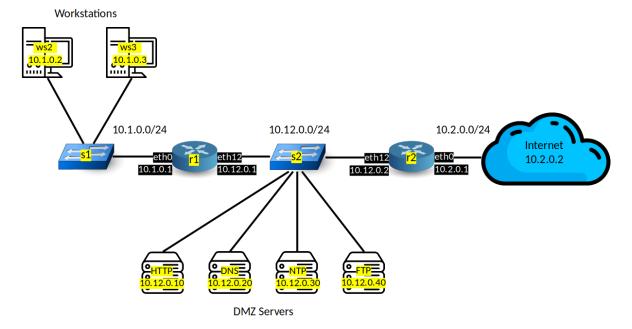 Workstations
ws2
10.1.0.2
ws3
10.1.0.3
10.1.0.0/24
10.12.0.0/24
10.2.0.0/24
s1
eth0
10.1.0.1
r1
eth12
10.12.0.1
s2
eth12
10.12.0.2
r2
eth0
10.2.0.1
Internet
10.2.0.2
HTTP
10.12.0.10
DNS
10.12.0.20
NTP
10.12.0.30
FTP
10.12.0.40
DMZ Servers